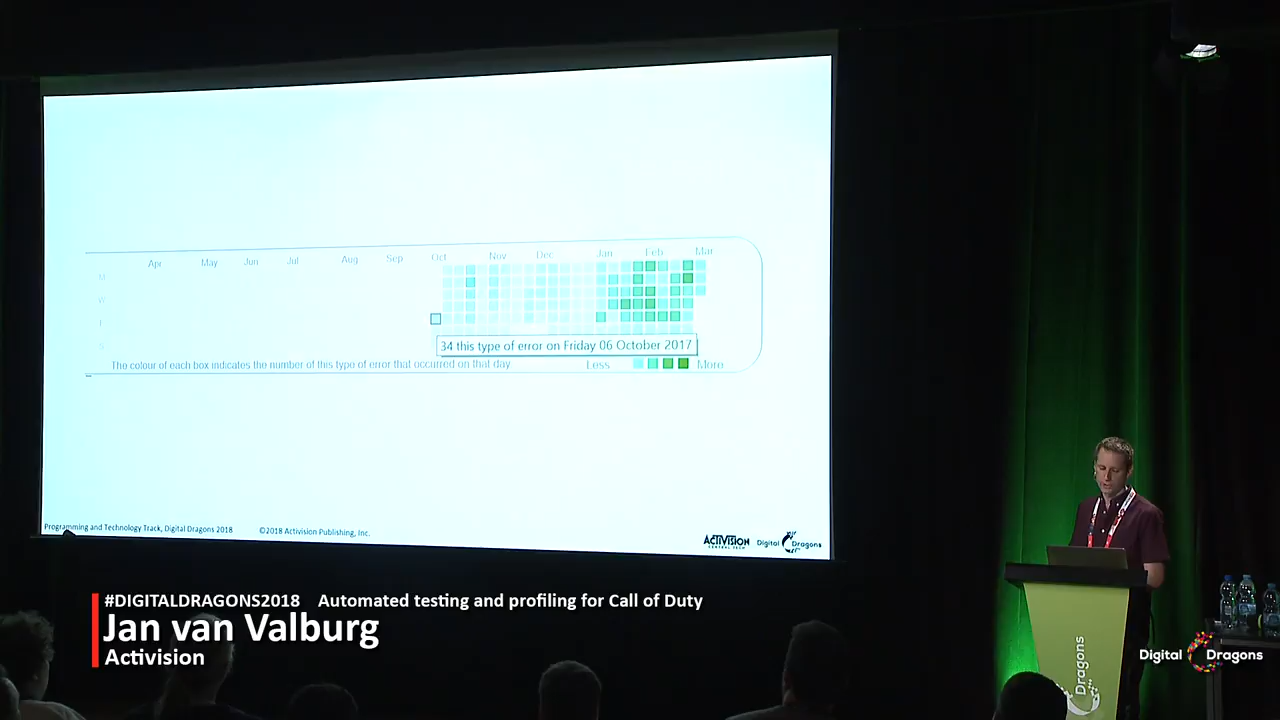 Apr May Jun Jul Aug Sep Oct Nov Dec Jan Feb Mar
M
W
F
S
34 this type of error on Friday 06 October 2017
The colour of each box indicates the number of this type of error that occurred on that day
Less More
Programming and Technology Track, Digital Dragons 2018 ©2018 Activision Publishing, Inc.
ACTIVISION
CENTRAL TECH
Digital Dragons
#DIGITALDRAGONS2018 Automated testing and profiling for Call of Duty
Jan van Valburg
Activision
Dragons
Digital Dragons